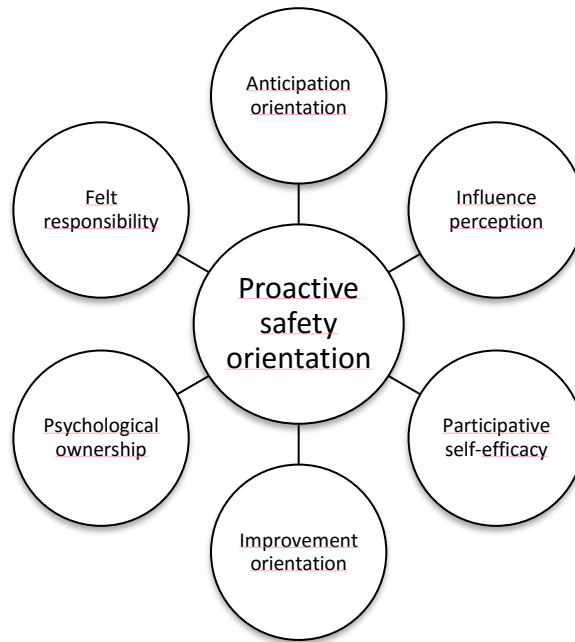 Anticipation
orientation
Felt
responsibility
Influence
perception
Proactive
safety
orientation
Psychological
ownership
Participative
self-efficacy
Improvement
orientation